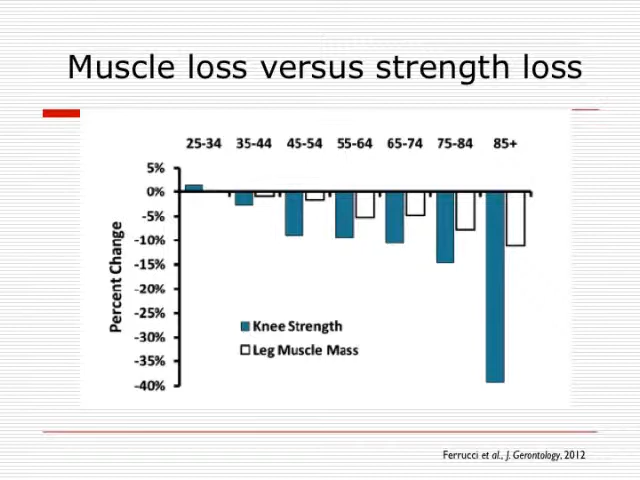 Muscle loss versus strength loss
25-34 35-44 45-54 55-64 65-74 75-84 85+
5%
0%
-5%
-10%
-15%
-20%
-25%
-30%
-35%
-40%
Percent Change
Knee Strength
Leg Muscle Mass
Ferrucci et al., J. Gerontology, 2012